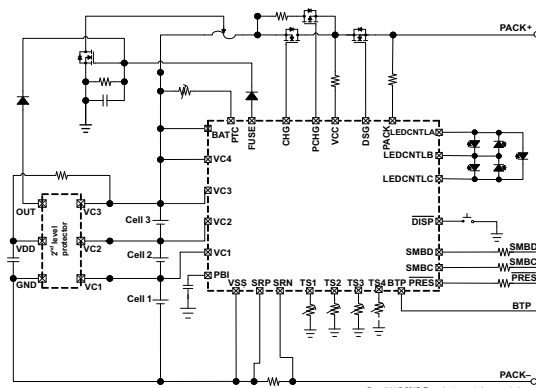 PACK+
BAT
PTC
FUSE
CHG
PCHG
VCC
DSG
PACK
LEDCNTLA
LEDCNTLB
LEDCNTLC
VC4
VC3
VC2
VC1
PBI
DISP
SMBD
SMBC
PRES
VSS
SRP
SRN
TS1
TS2
TS3
TS4
BTP
SMBD
SMBC
PRES
BTP
OUT
VDD
GND
2nd level
protector
VC3
VC2
VC1
Cell 3
Cell 2
Cell 1
PACK–